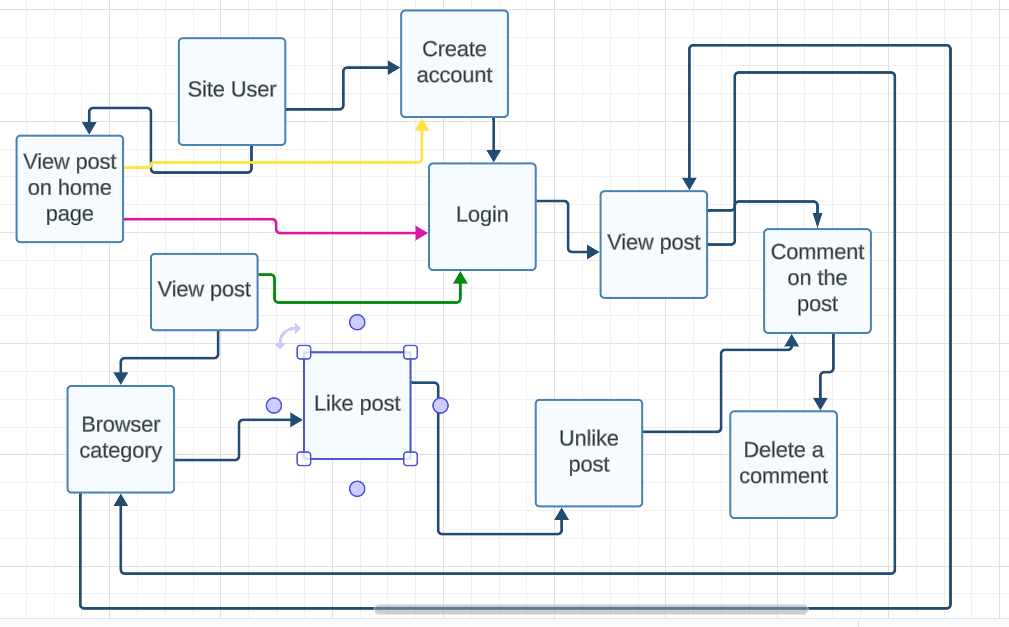 Create
account
Site User
View post
on home
page
Login
View post
Comment
on the
post
View post
Like post
Browser
category
Unlike
post
Delete a
comment